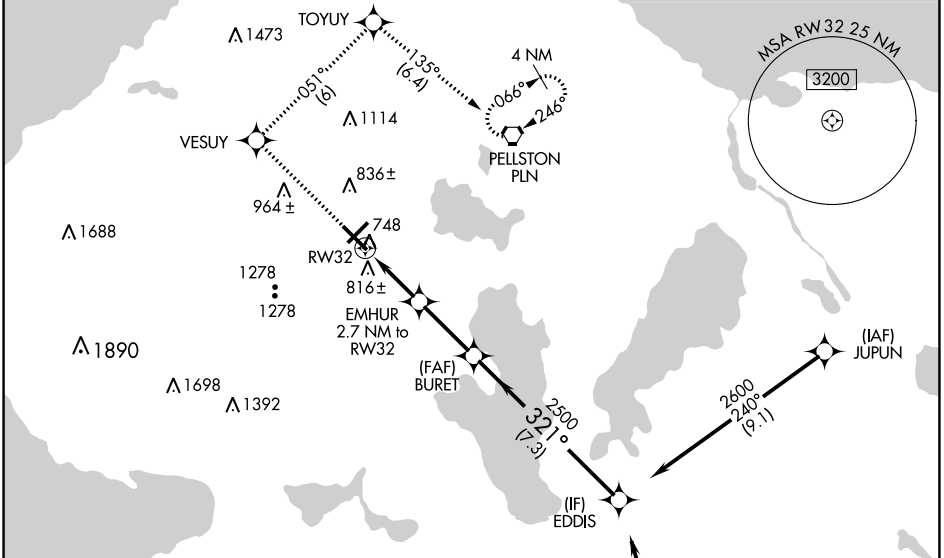 TOYUY
1473
051°
(6)
135°
(6.4)
4 NM
066°
246°
MSA RW32 25 NM
3200
1114
VESUY
PELLSTON
PLN
836±
964±
748
1688
RW32
816±
1278
1278
EMHUR
2.7 NM to
RW32
1890
(FAF)
BURET
(IAF)
JUPUN
1698
1392
2600
240°
(9.1)
2500
321°
(7.3)
(IF)
EDDIS